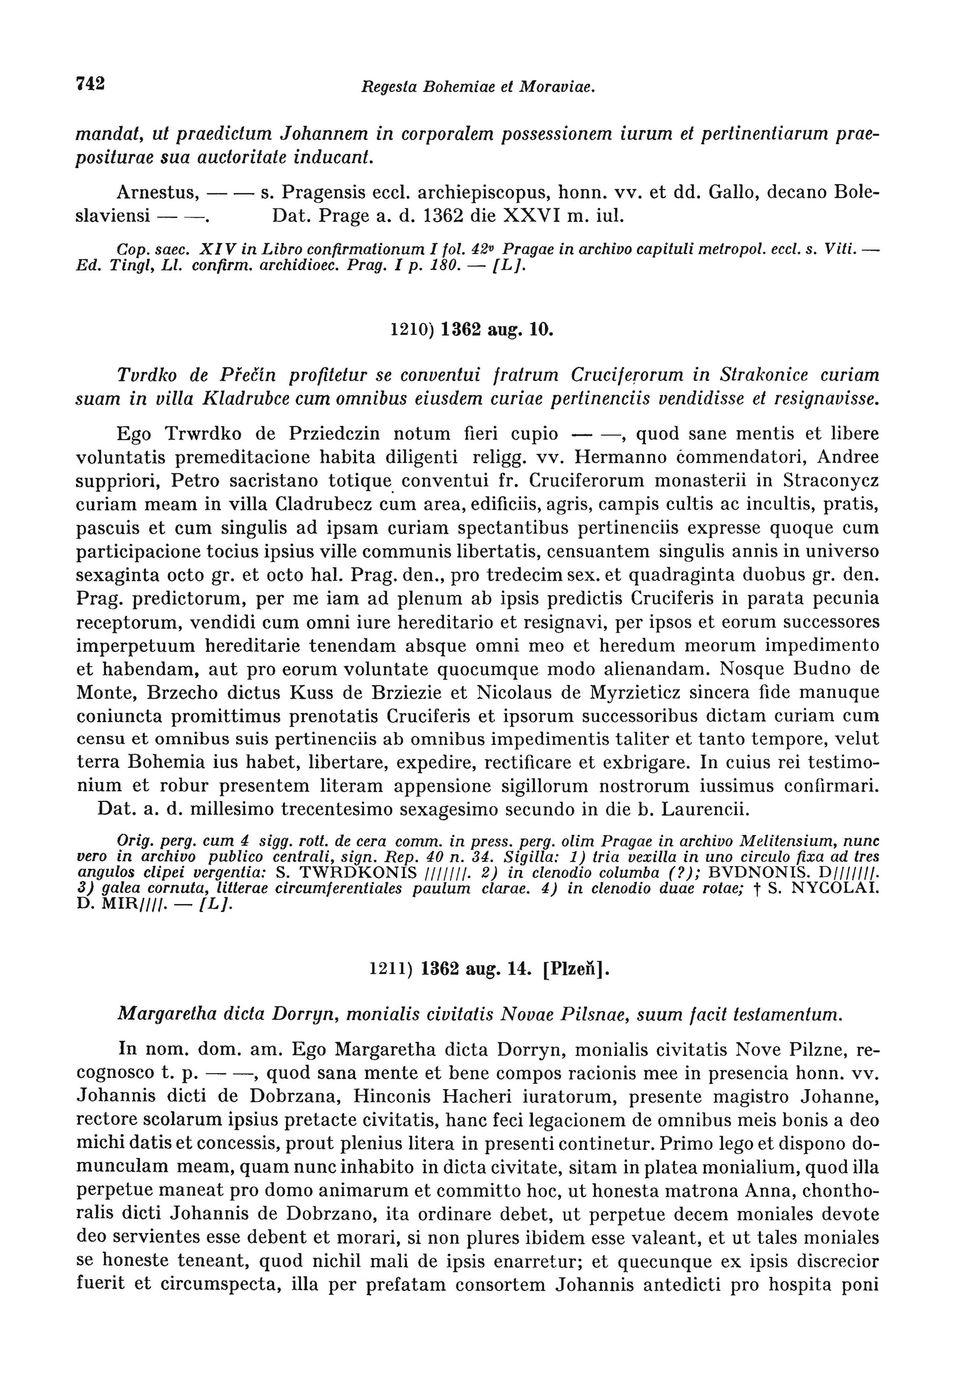 742
Regesta Bohemiae et Moraviae.
mandat, ut praedictum Johannem in corporalem possessionem iurum et pertinentiarum prae-
positurae sua auctoritate inducant.
Arnestus, — — s. Pragensis eccl. archiepiscopus, honn. vv. et dd. Gallo, decano Bole-
slaviensi — —. Dat. Prage a. d. 1362 die XXVI m. iul.
Cop. saec. XIV in Libro confirmationum I fol. 42v Pragae in archivo capituli metropol. eccl. s. Viti. —
Ed. Tingl, Ll. confirm. archidioec. Prag. I p. 180. — [L].
1210) 1362 aug. 10.
Tvrdko de Přečin profitetur se conventui fratrum Cruciferorum in Strakonice curiam
suam in villa Kladrubce cum omnibus eiusdem curiae pertinenciis vendidisse et resignavisse.
Ego Trwrdko de Prziedczin notum fieri cupio — —, quod sane mentis et libere
voluntatis premeditacione habita diligenti religg. vv. Hermanno commendatori, Andree
suppriori, Petro sacristano totique conventui fr. Cruciferorum monasterii in Straconycz
curiam meam in villa Cladrubecz cum area, edificiis, agris, campis cultis ac incultis, pratis,
pascuis et cum singulis ad ipsam curiam spectantibus pertinenciis expresse quoque cum
participacione tocius ipsius ville communis libertatis, censuantem singulis annis in universo
sexaginta octo gr. et octo hal. Prag. den., pro tredecim sex. et quadraginta duobus gr. den.
Prag. predictorum, per me iam ad plenum ab ipsis predictis Cruciferis in parata pecunia
receptorum, vendidi cum omni iure hereditario et resignavi, per ipsos et eorum successores
imperpetuum hereditarie tenendam absque omni meo et heredum meorum impedimento
et habendam, aut pro eorum voluntate quocumque modo alienandam. Nosque Budno de
Monte, Brzecho dictus Kuss de Brziezie et Nicolaus de Myrzieticz sincera fide manuque
coniuncta promittimus prenotatis Cruciferis et ipsorum successoribus dictam curiam cum
censu et omnibus suis pertinenciis ab omnibus impedimentis taliter et tanto tempore, velut
terra Bohemia ius habet, libertare, expedire, rectificare et exbrigare. In cuius rei testimo-
nium et robur presentem literam appensione sigillorum nostrorum iussimus confirmari.
Dat. a. d. millesimo trecentesimo sexagesimo secundo in die b. Laurencii.
Orig. perg. cum 4 sigg. rott. de cera comm. in press. perg. olim Pragae in archivo Melitensium, nunc
vero in archivo publico centrali, sign. Rep. 40 n. 34. Sigilla: 1) tria vexilla in uno circulo fixa ad tres
angulos clipei vergentia: S. TWRDKONIS ///////. 2) in clenodio columba (?); BVDNONIS. D///////.
3) galea cornuta, litterae circumferentiales paulum clarae. 4) in clenodio duae rotae; † S. NYCOLAI.
D. MIR////. — [L].
1211) 1362 aug. 14. [Plzeň].
Margaretha dicta Dorryn, monialis civitatis Novae Pilsnae, suum facit testamentum.
In nom. dom. am. Ego Margaretha dicta Dorryn, monialis civitatis Nove Pilzne, re-
cognosco t. p. — —, quod sana mente et bene compos racionis mee in presencia honn. vv.
Johannis dicti de Dobrzana, Hinconis Hacheri iuratorum, presente magistro Johanne,
rectore scolarum ipsius pretacte civitatis, hanc feci legacionem de omnibus meis bonis a deo
michi datis et concessis, prout plenius litera in presenti continetur. Primo lego et dispono do-
munculam meam, quam nunc inhabito in dicta civitate, sitam in platea monialium, quod illa
perpetue maneat pro domo animarum et committo hoc, ut honesta matrona Anna, chontho-
ralis dicti Johannis de Dobrzano, ita ordinare debet, ut perpetue decem moniales devote
deo servientes esse debent et morari, si non plures ibidem esse valeant, et ut tales moniales
se honeste teneant, quod nichil mali de ipsis enarretur; et quecunque ex ipsis discrecior
fuerit et circumspecta, illa per prefatam consortem Johannis antedicti pro hospita poni